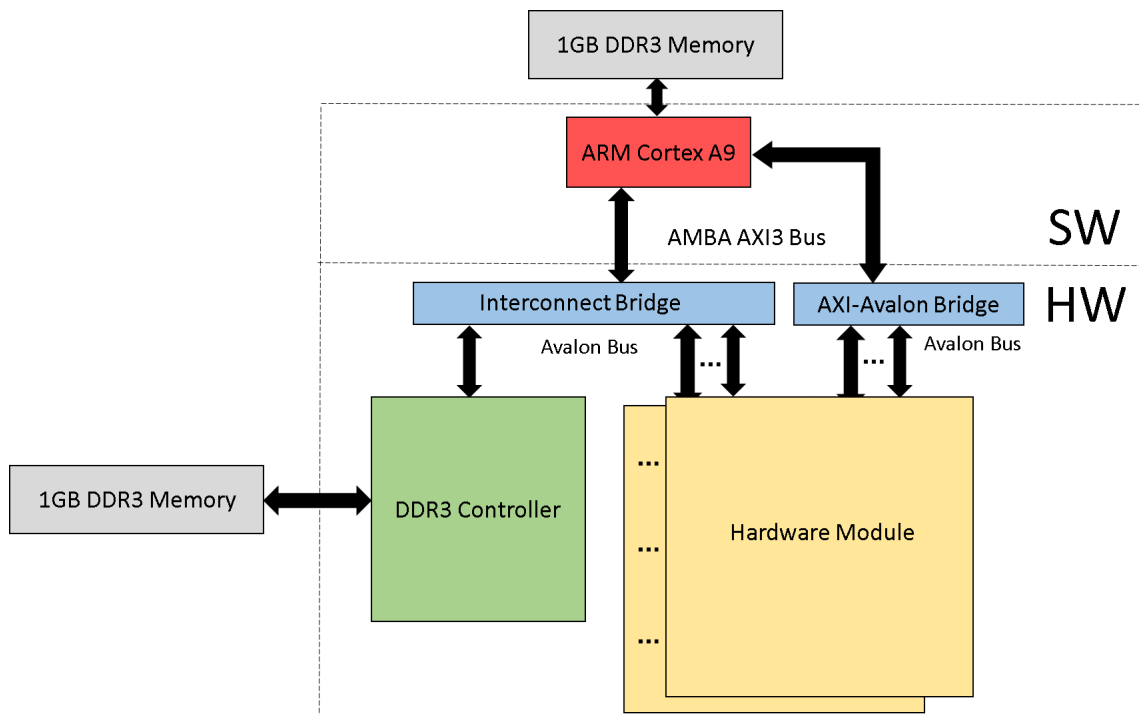 1GB DDR3 Memory
ARM Cortex A9
AMBA AXI3 Bus
SW
HW
Interconnect Bridge
AXI-Avalon Bridge
Avalon Bus
...
...
Avalon Bus
1GB DDR3 Memory
DDR3 Controller
...
...
...
Hardware Module